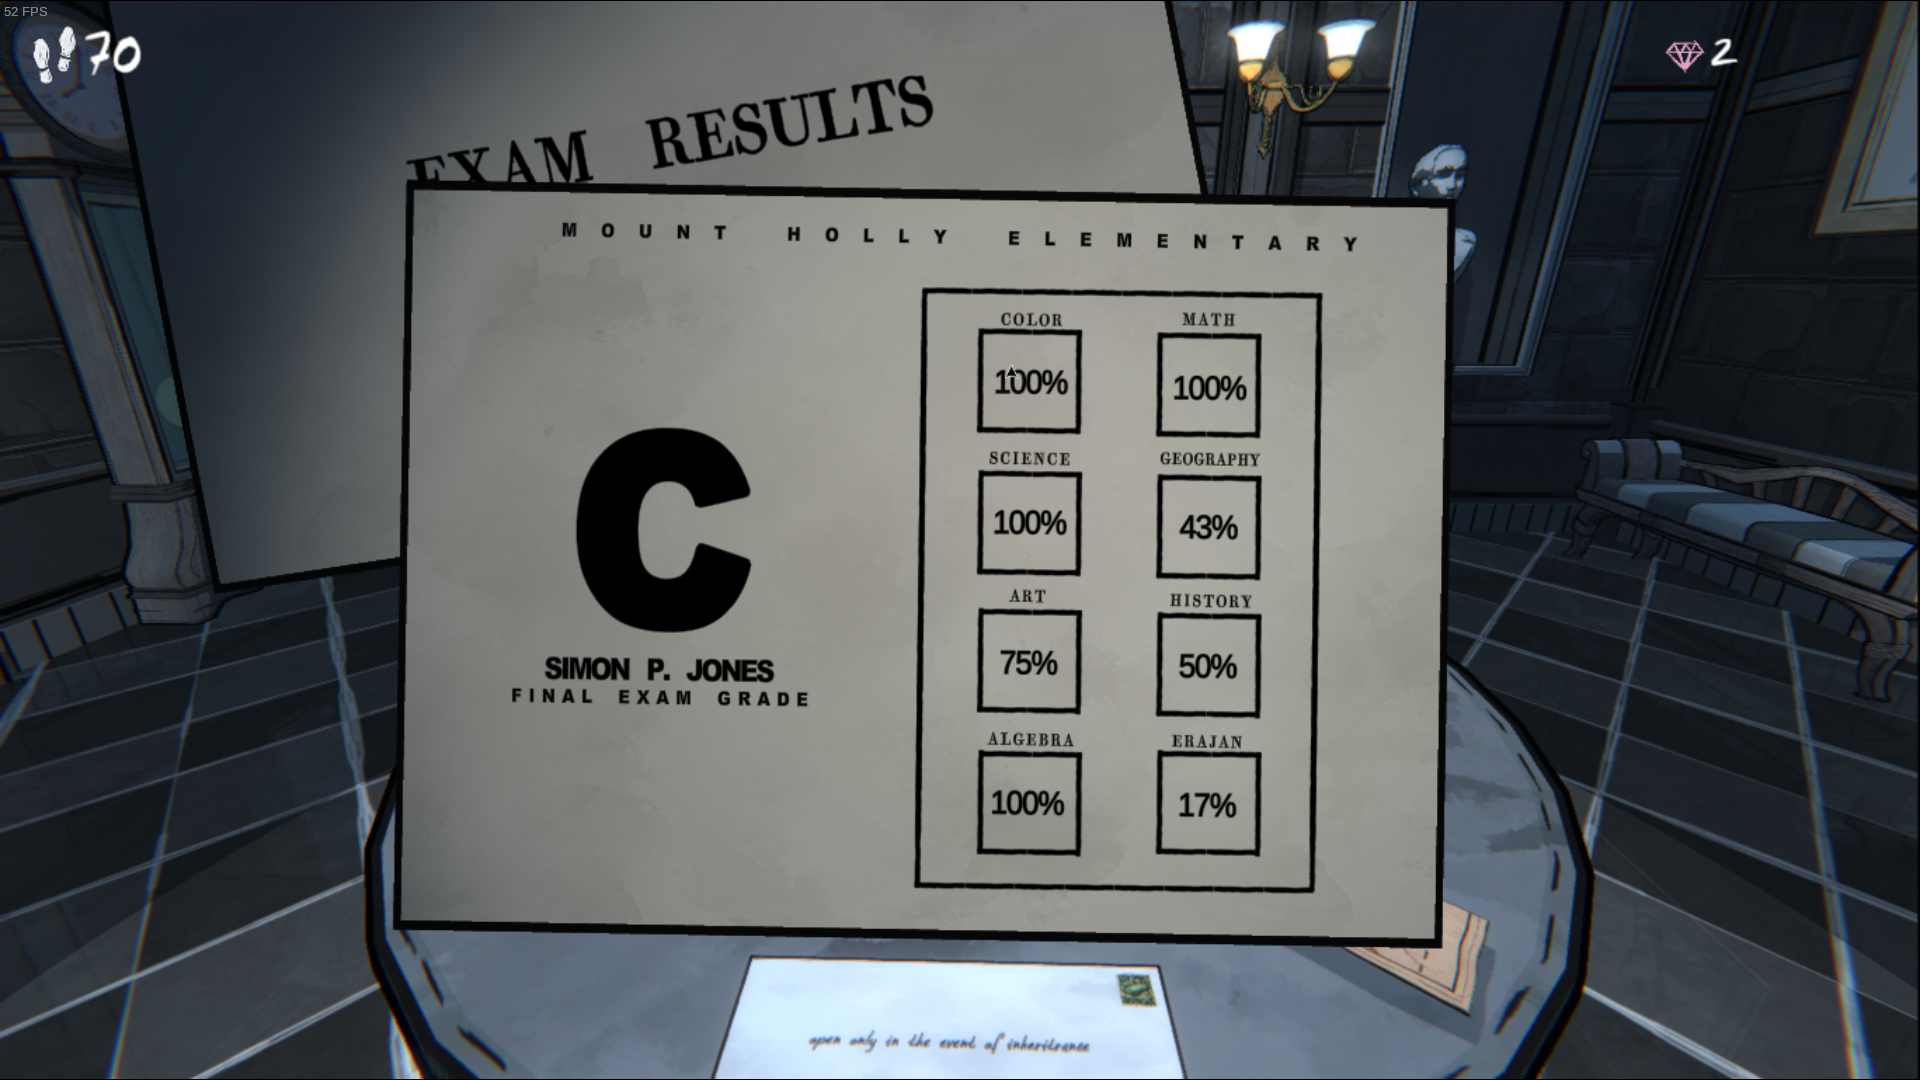 52 FPS
70
2
EXAM RESULTS
MOUNT HOLLY ELEMENTARY
COLOR MATH
100% 100%
SCIENCE GEOGRAPHY
100% 43%
ART HISTORY
75% 50%
ALGEBRA ERAJAN
100% 17%
C
SIMON P. JONES
FINAL EXAM GRADE
open only in the event of inheritance